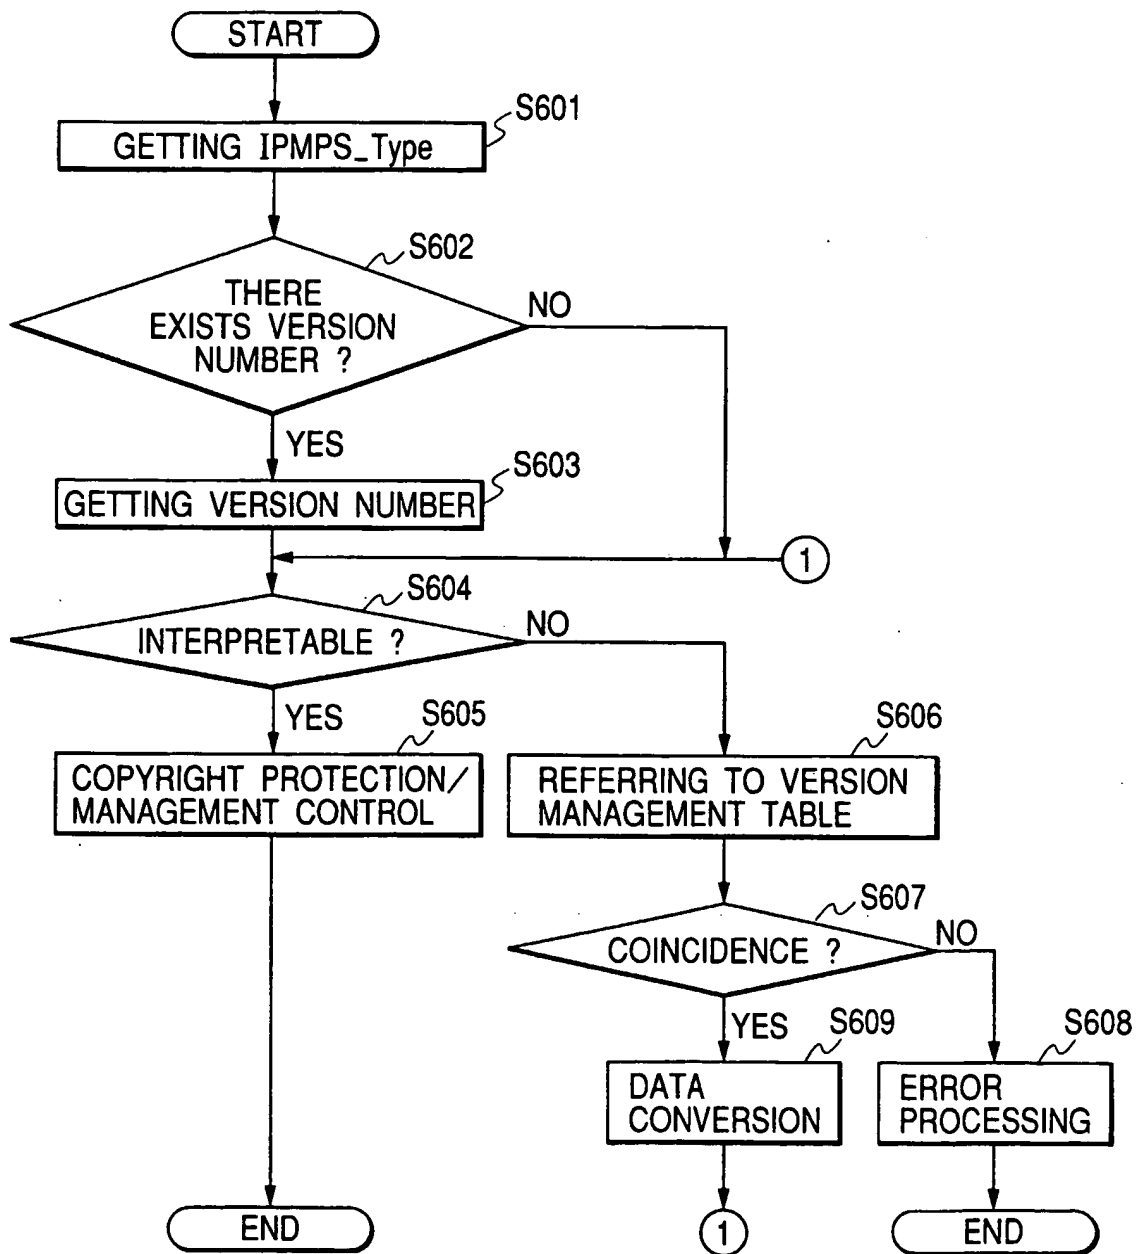 START
S601
GETTING IPMPS_Type
S602
THERE
EXISTS VERSION
NUMBER ?
NO
YES
S603
GETTING VERSION NUMBER
1
S604
INTERPRETABLE ?
NO
YES
S605
COPYRIGHT PROTECTION/
MANAGEMENT CONTROL
S606
REFERRING TO VERSION
MANAGEMENT TABLE
S607
COINCIDENCE ?
NO
YES
S609
DATA
CONVERSION
S608
ERROR
PROCESSING
END
1
END